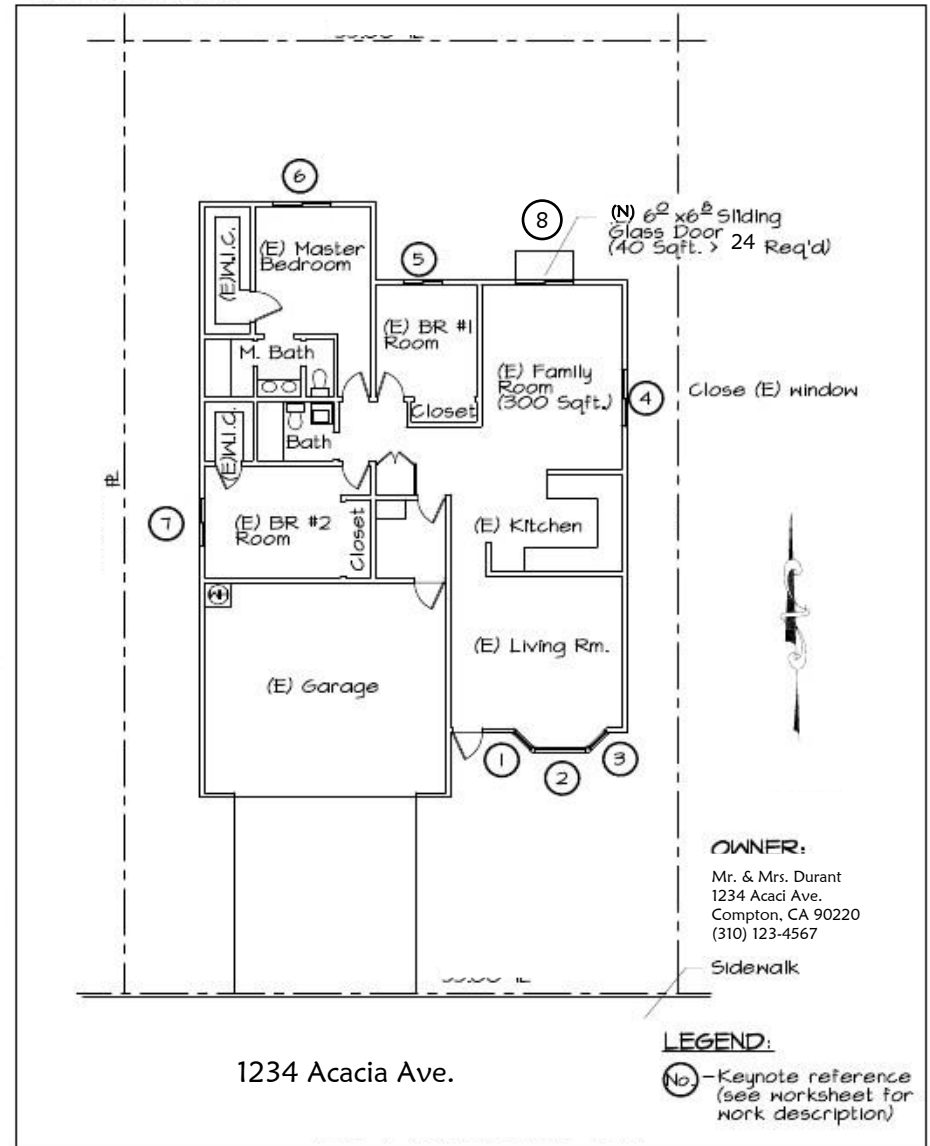 6
8
(N) 6⁰ x6⁸ Sliding
Glass Door
(40 Sqft. > 24 Req'd)
(E) W.I.C.
(E) Master
Bedroom
5
(E) BR #1
Room
M. Bath
(E) Family
Room
(300 Sqft.)
4
Close (E) window
Closet
(E) W.I.C.
Bath
PL
7
(E) BR #2
Room
Closet
(E) Kitchen
WH
(E) Living Rm.
(E) Garage
1
2
3
OWNER:
Mr. & Mrs. Durant
1234 Acaci Ave.
Compton, CA 90220
(310) 123-4567
Sidewalk
LEGEND:
No. - Keynote reference
(see worksheet for
work description)
1234 Acacia Ave.